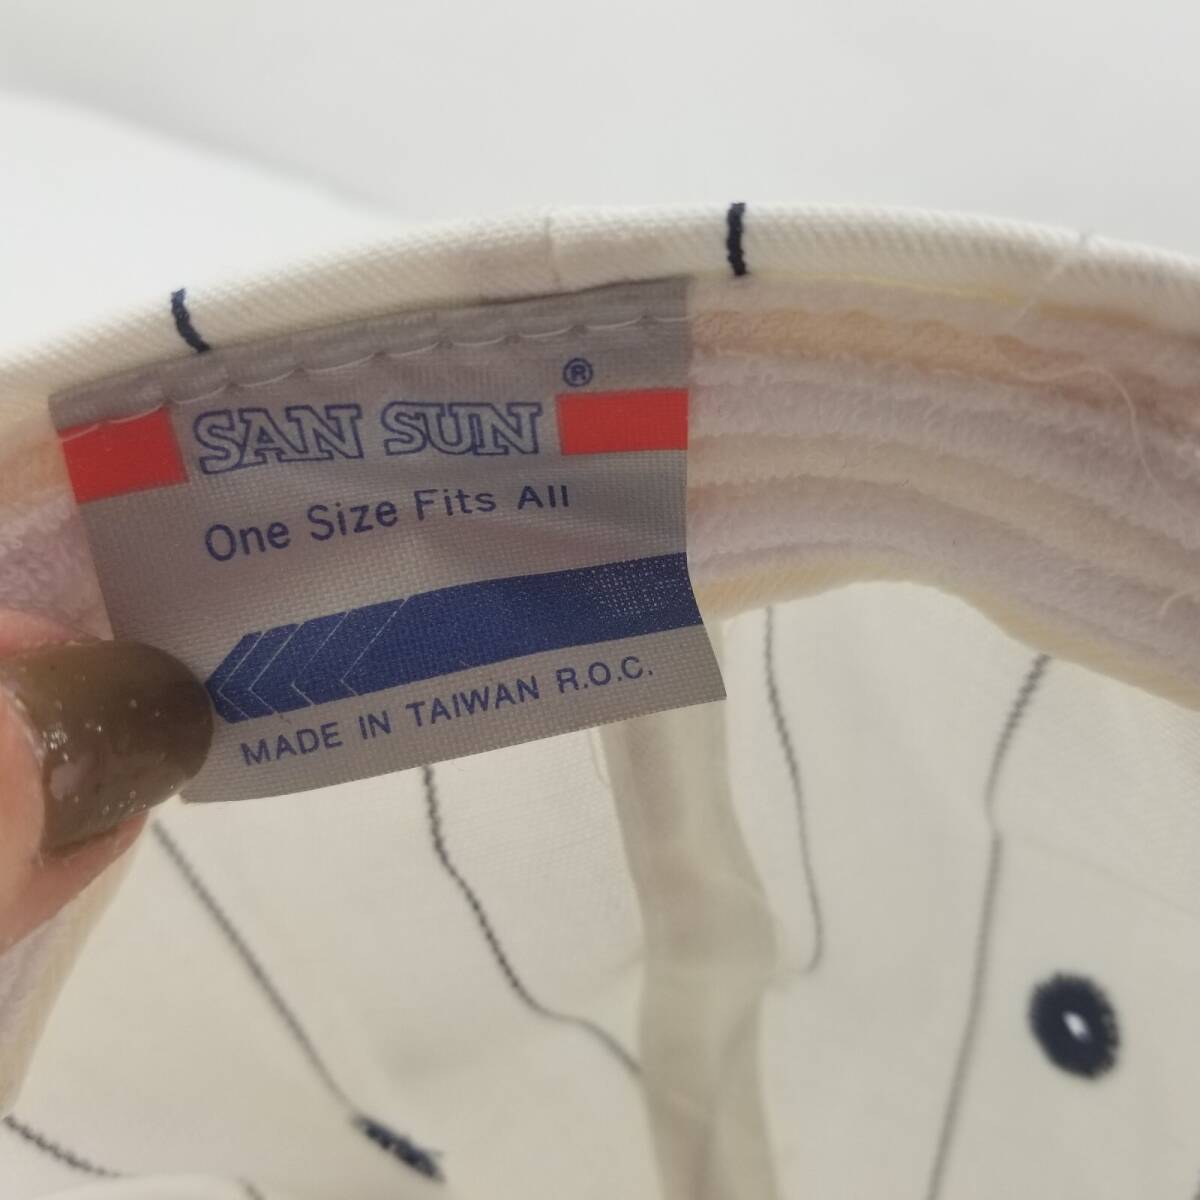 SAN SUN ®
One Size Fits All
MADE IN TAIWAN R.O.C.